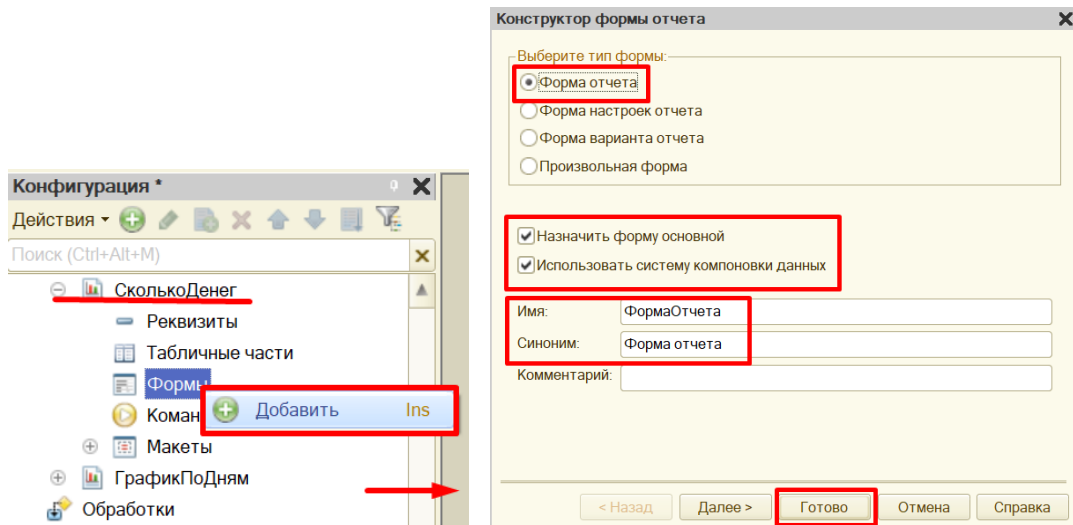 Конфигурация *
Действия
Поиск (Ctrl+Alt+M)
СколькоДенег
Реквизиты
Табличные части
Формы
Коман
Добавить Ins
Макеты
ГрафикПоДням
Обработки
Конструктор формы отчета
Выберите тип формы:
Форма отчета
Форма настроек отчета
Форма варианта отчета
Произвольная форма
Назначить форму основной
Использовать систему компоновки данных
Имя: ФормаОтчета
Синоним: Форма отчета
Комментарий:
< Назад Далее > Готово Отмена Справка